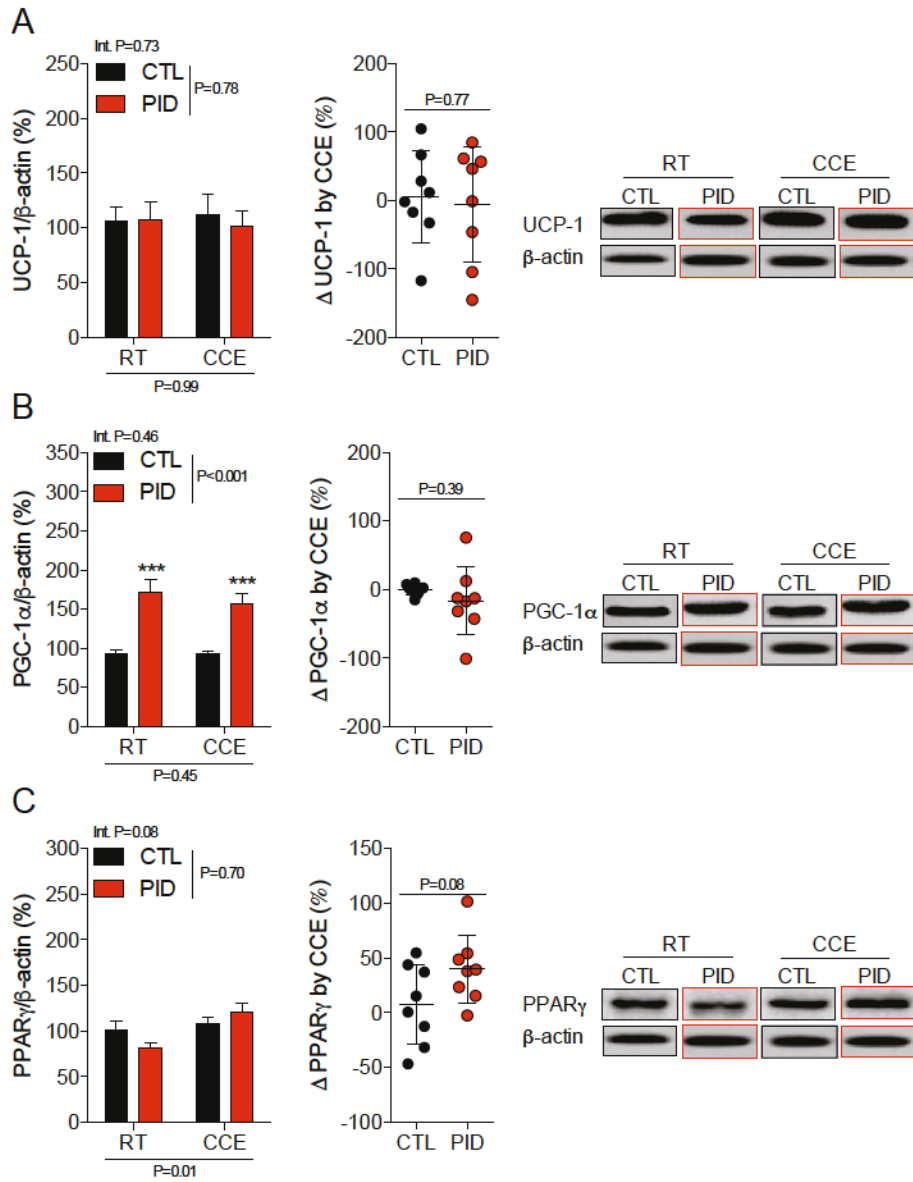 A
Int. P=0.73
CTL
PID
P=0.78
UCP-1/β-actin (%)
250
200
150
100
50
0
RT
CCE
P=0.99
Δ UCP-1 by CCE (%)
200
100
0
-100
-200
P=0.77
CTL
PID
RT
CCE
CTL
PID
CTL
PID
UCP-1
β-actin
B
Int. P=0.46
CTL
PID
P<0.001
PGC-1α/β-actin (%)
350
300
250
200
150
100
50
0
***
***
RT
CCE
P=0.45
Δ PGC-1α by CCE (%)
200
100
0
-100
-200
P=0.39
CTL
PID
RT
CCE
CTL
PID
CTL
PID
PGC-1α
β-actin
C
Int. P=0.08
CTL
PID
P=0.70
PPARγ/β-actin (%)
300
250
200
150
100
50
0
RT
CCE
P=0.01
Δ PPARγ by CCE (%)
150
100
50
0
-50
-100
P=0.08
CTL
PID
RT
CCE
CTL
PID
CTL
PID
PPARγ
β-actin